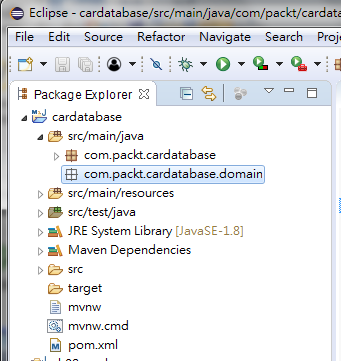 Eclipse - cardatabase/src/main/java/com/packt/cardata
File Edit Source Refactor Navigate Search Proj
Package Explorer
cardatabase
src/main/java
com.packt.cardatabase
com.packt.cardatabase.domain
src/main/resources
src/test/java
JRE System Library [JavaSE-1.8]
Maven Dependencies
src
target
mvnw
mvnw.cmd
pom.xml